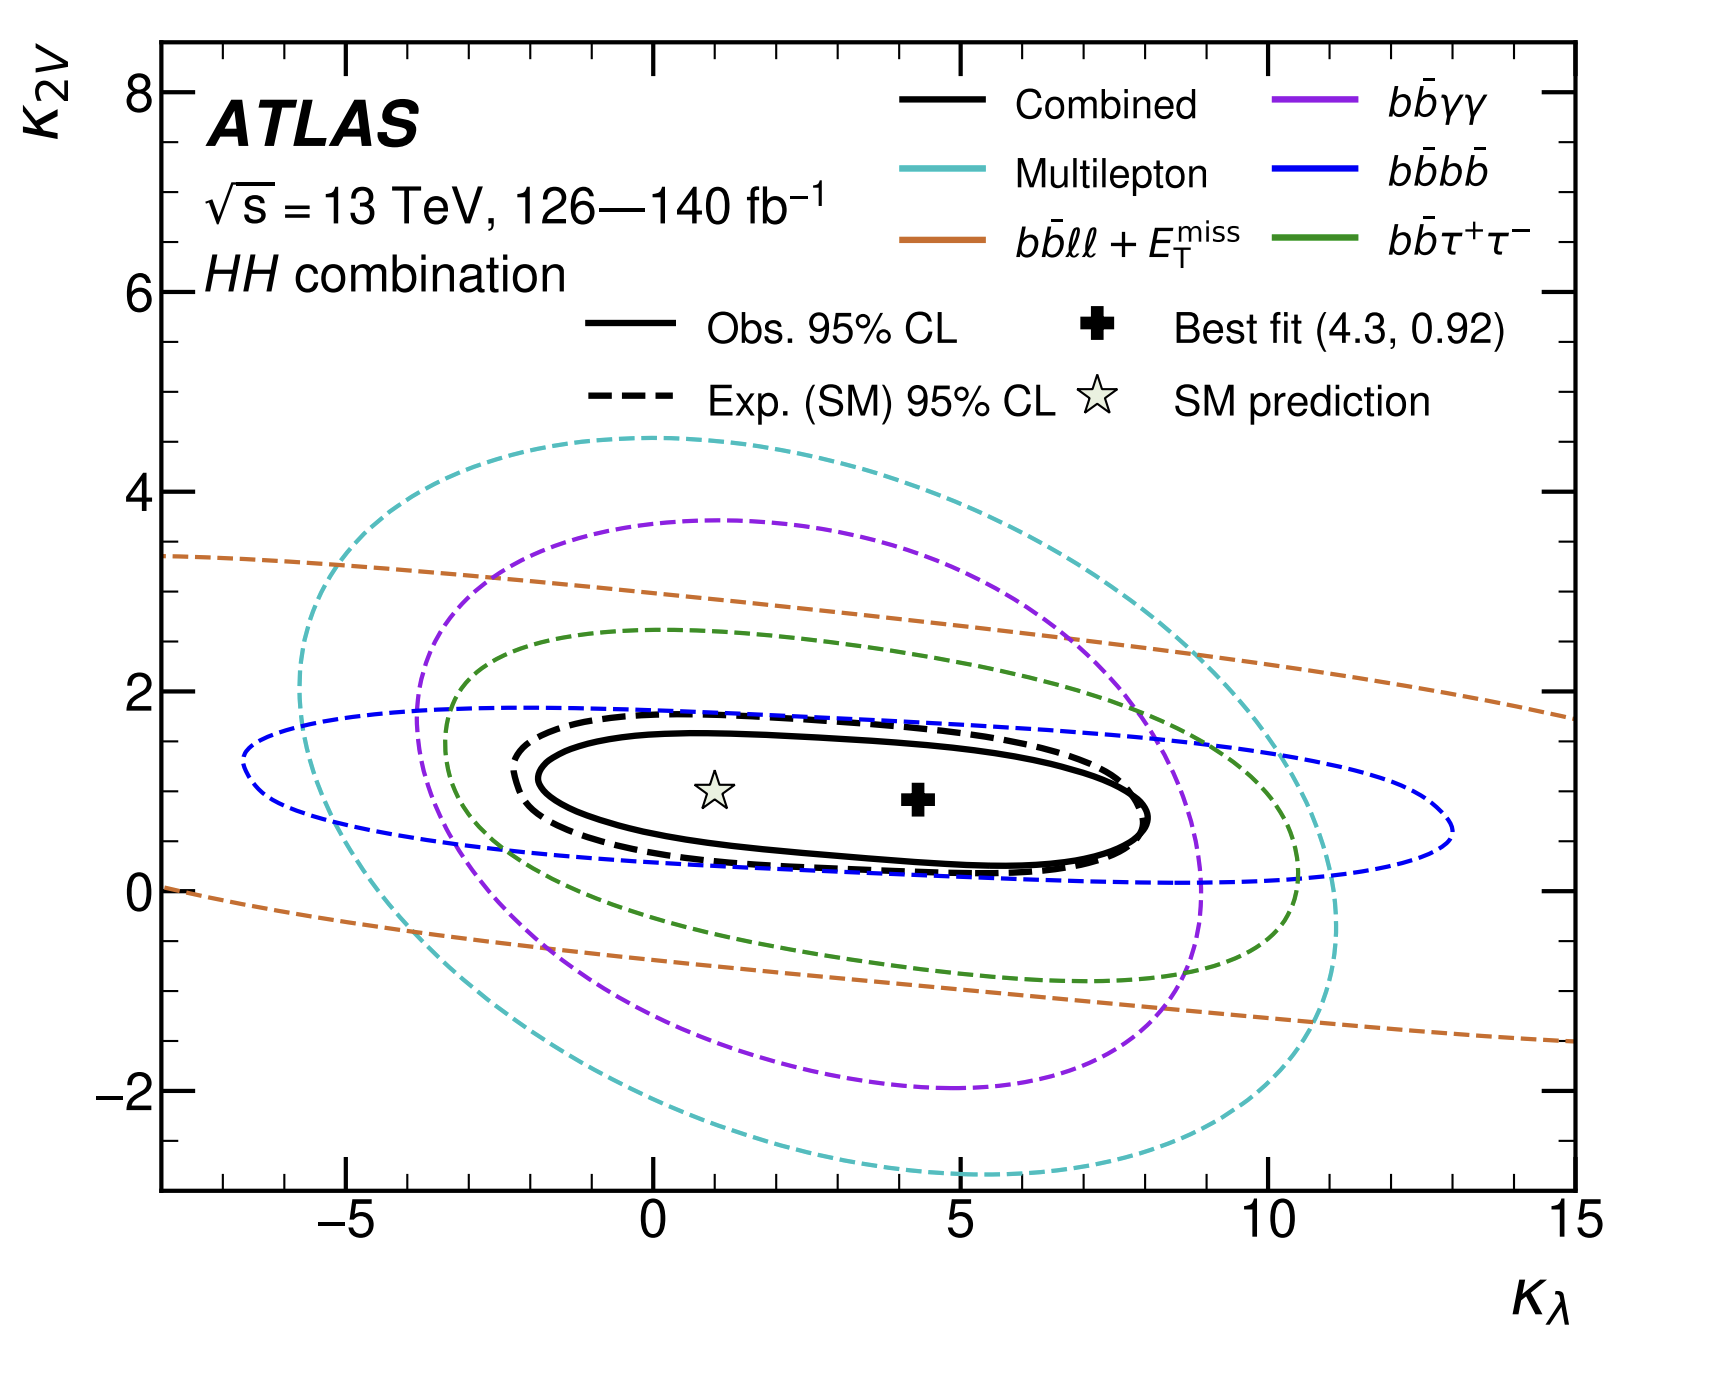 κ2V
8
6
4
2
0
−2
−5
0
5
10
15
κλ
ATLAS
√s = 13 TeV, 126—140 fb⁻¹
HH combination
Combined
Multilepton
bb̄ℓℓ + E_T^miss
bb̄γγ
bb̄bb̄
bb̄τ⁺τ⁻
Obs. 95% CL
Exp. (SM) 95% CL
Best fit (4.3, 0.92)
SM prediction